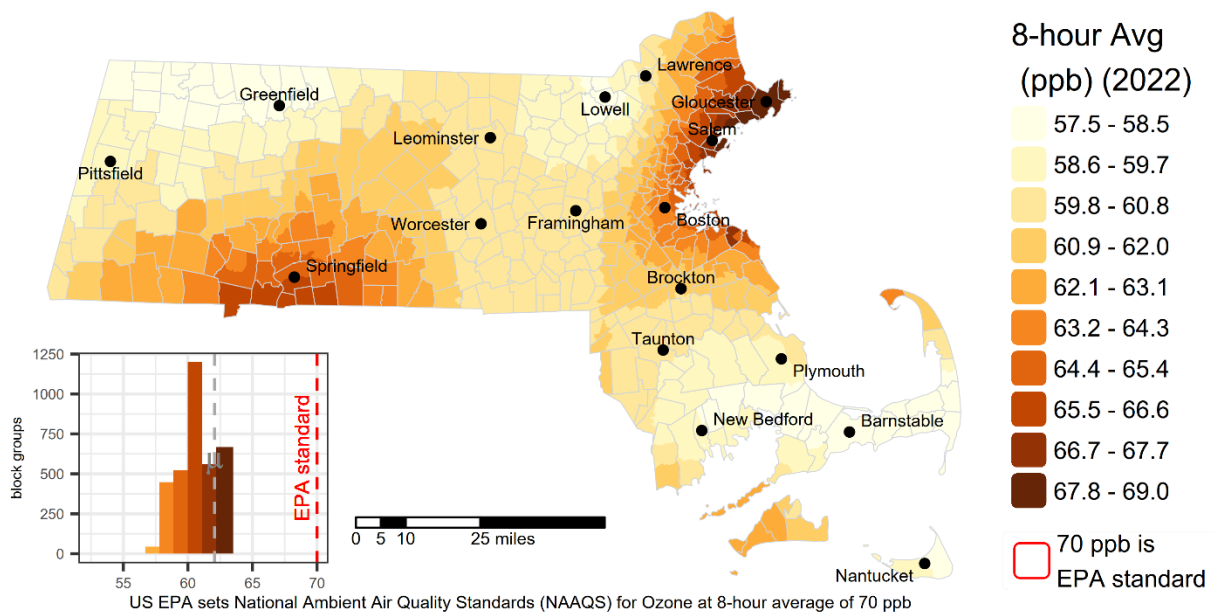 8-hour Avg
(ppb) (2022)
57.5 - 58.5
58.6 - 59.7
59.8 - 60.8
60.9 - 62.0
62.1 - 63.1
63.2 - 64.3
64.4 - 65.4
65.5 - 66.6
66.7 - 67.7
67.8 - 69.0
70 ppb is
EPA standard
Lawrence
Greenfield
Lowell
Gloucester
Salem
Leominster
Pittsfield
Worcester
Framingham
Boston
Springfield
Brockton
Taunton
Plymouth
New Bedford
Barnstable
Nantucket
1250
1000
750
500
250
0
block groups
EPA standard
55
60
65
70
0 5 10 25 miles
US EPA sets National Ambient Air Quality Standards (NAAQS) for Ozone at 8-hour average of 70 ppb